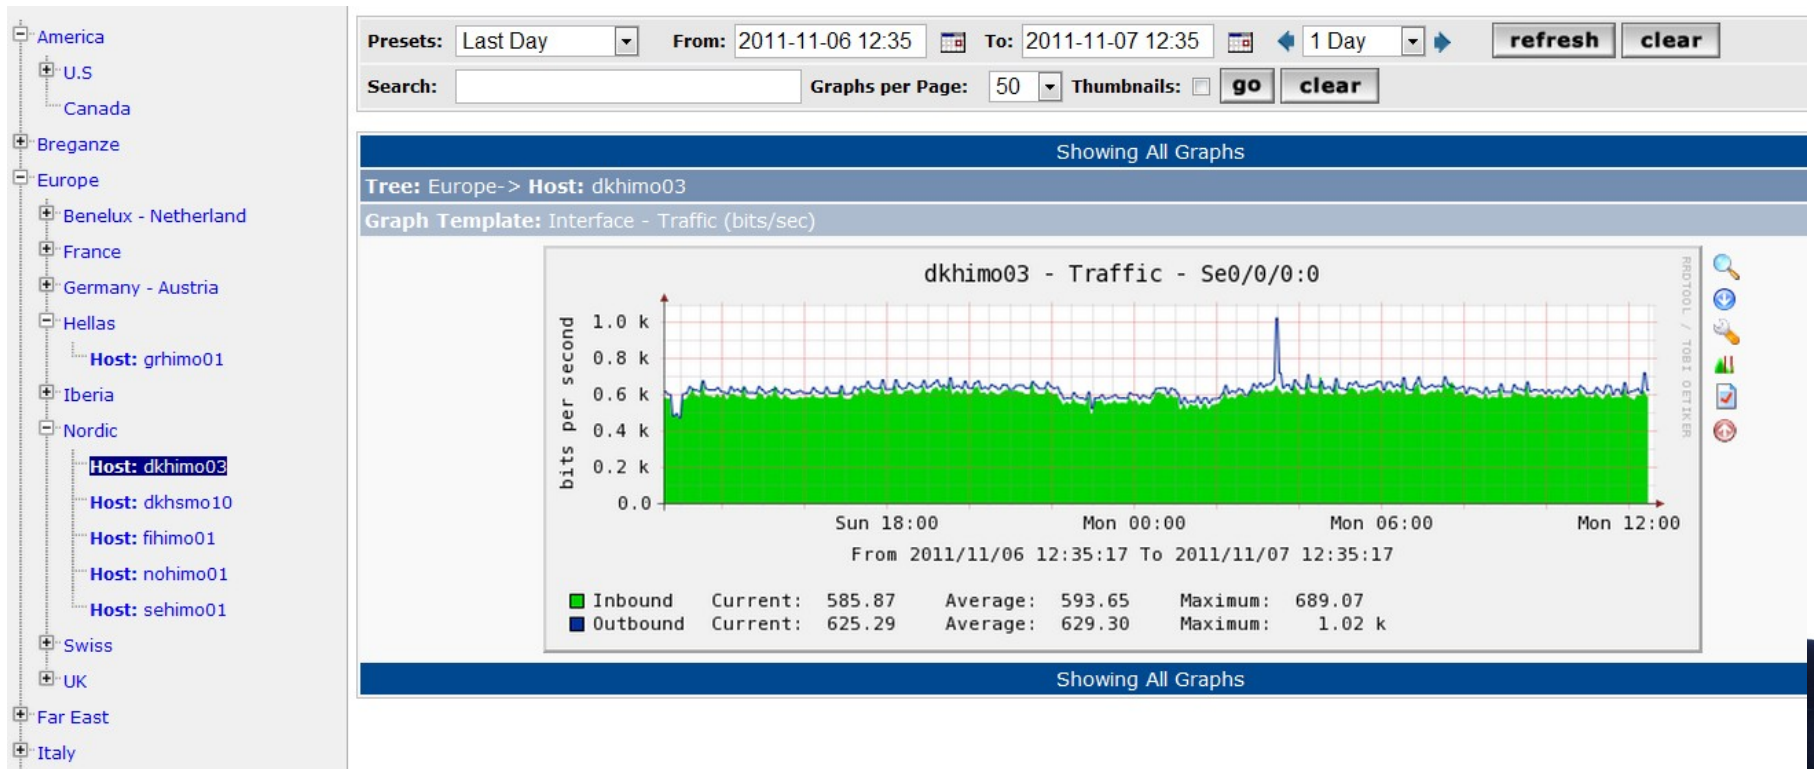 America
U.S
Canada
Breganze
Europe
Benelux - Netherland
France
Germany - Austria
Hellas
Host: grhimo01
Iberia
Nordic
Host: dkhimo03
Host: dkhsmo10
Host: fihimo01
Host: nohimo01
Host: sehimo01
Swiss
UK
Far East
Italy
Presets: Last Day From: 2011-11-06 12:35 To: 2011-11-07 12:35 1 Day refresh clear
Search: Graphs per Page: 50 Thumbnails: go clear
Showing All Graphs
Tree: Europe-> Host: dkhimo03
Graph Template: Interface - Traffic (bits/sec)
dkhimo03 - Traffic - Se0/0/0:0
RRDTOOL / TOBI OETIKER
bits per second
1.0 k
0.8 k
0.6 k
0.4 k
0.2 k
0.0
Sun 18:00 Mon 00:00 Mon 06:00 Mon 12:00
From 2011/11/06 12:35:17 To 2011/11/07 12:35:17
Inbound Current: 585.87 Average: 593.65 Maximum: 689.07
Outbound Current: 625.29 Average: 629.30 Maximum: 1.02 k
Showing All Graphs